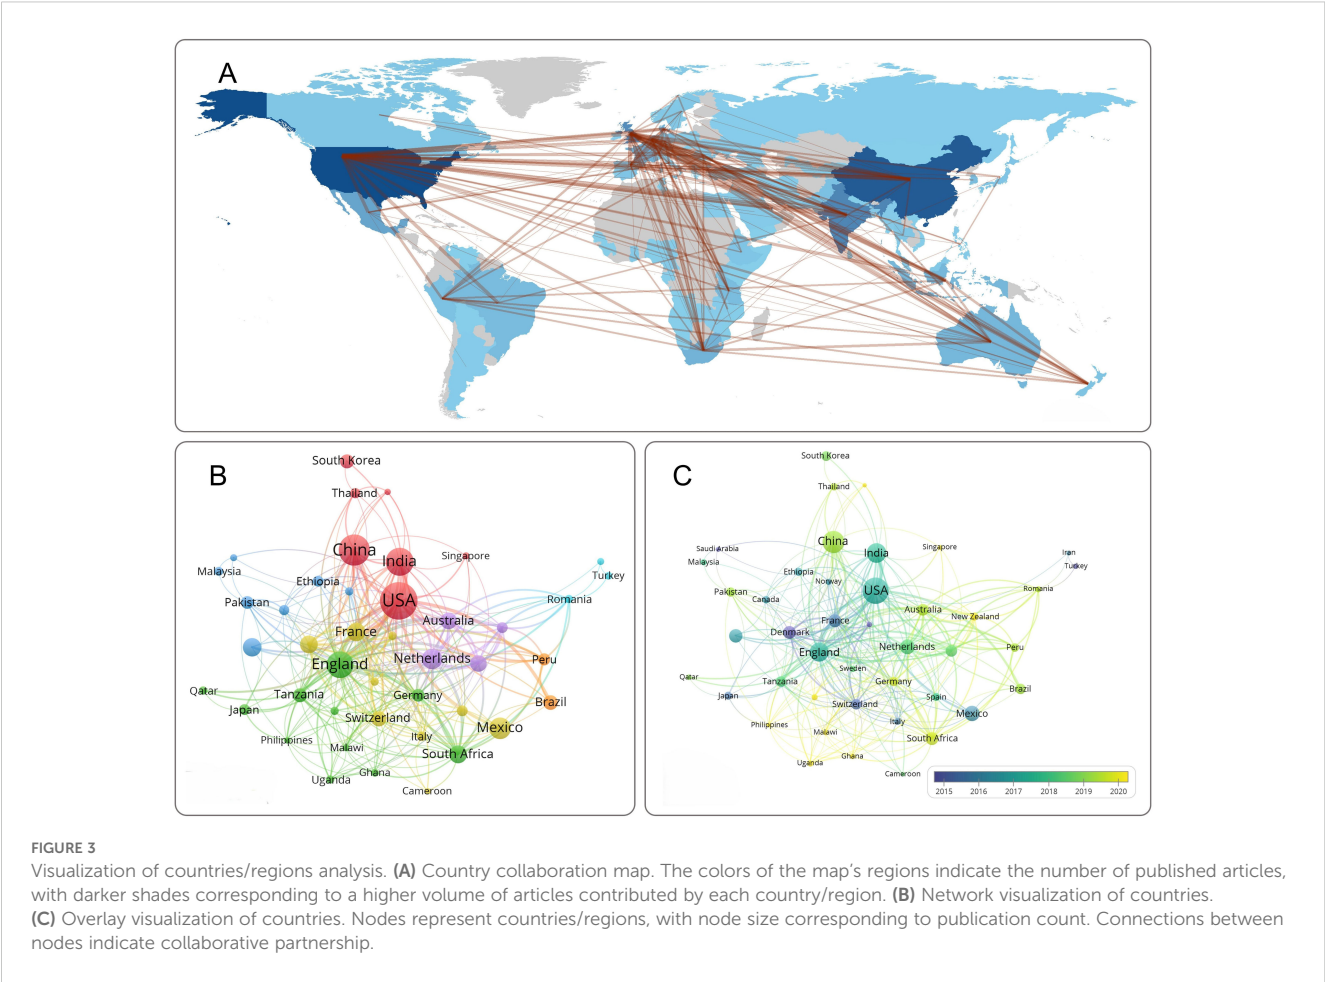 A
B
South Korea
Thailand
China
India
Singapore
Malaysia
Ethiopia
Turkey
USA
Pakistan
Romania
Australia
France
England
Netherlands
Peru
Qatar
Tanzania
Germany
Brazil
Japan
Switzerland
Mexico
Philippines
Italy
Malawi
South Africa
Uganda
Ghana
Cameroon
C
South Korea
Thailand
China
Saudi Arabia
India
Singapore
Iran
Malaysia
Turkey
Ethiopia
Norway
Pakistan
Canada
USA
Romania
Australia
New Zealand
France
Denmark
England
Netherlands
Peru
Sweden
Qatar
Tanzania
Germany
Brazil
Japan
Switzerland
Spain
Mexico
Philippines
Italy
Malawi
South Africa
Ghana
Uganda
Cameroon
2015 2016 2017 2018 2019 2020
FIGURE 3
Visualization of countries/regions analysis. (A) Country collaboration map. The colors of the map’s regions indicate the number of published articles,
with darker shades corresponding to a higher volume of articles contributed by each country/region. (B) Network visualization of countries.
(C) Overlay visualization of countries. Nodes represent countries/regions, with node size corresponding to publication count. Connections between
nodes indicate collaborative partnership.